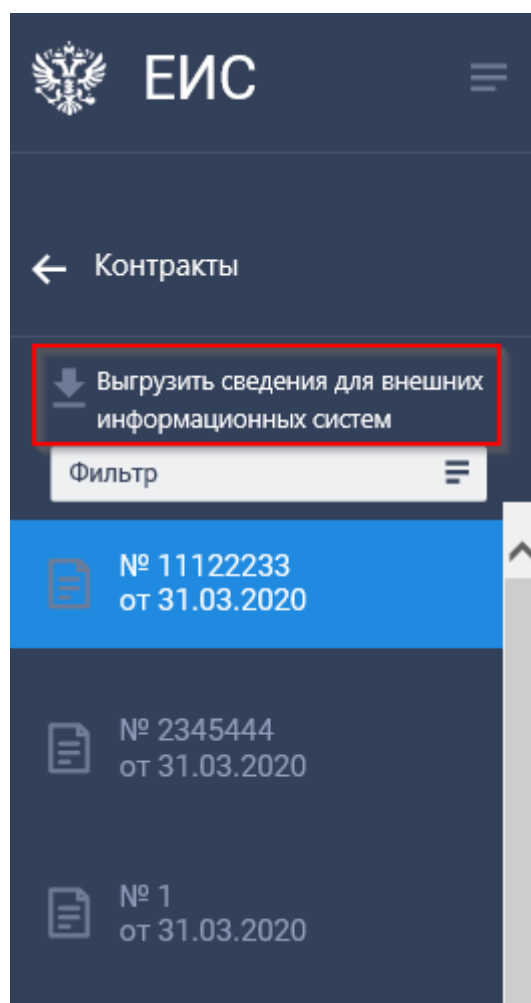 ЕИС
Контракты
Выгрузить сведения для внешних
информационных систем
Фильтр
№ 11122233
от 31.03.2020
№ 2345444
от 31.03.2020
№ 1
от 31.03.2020